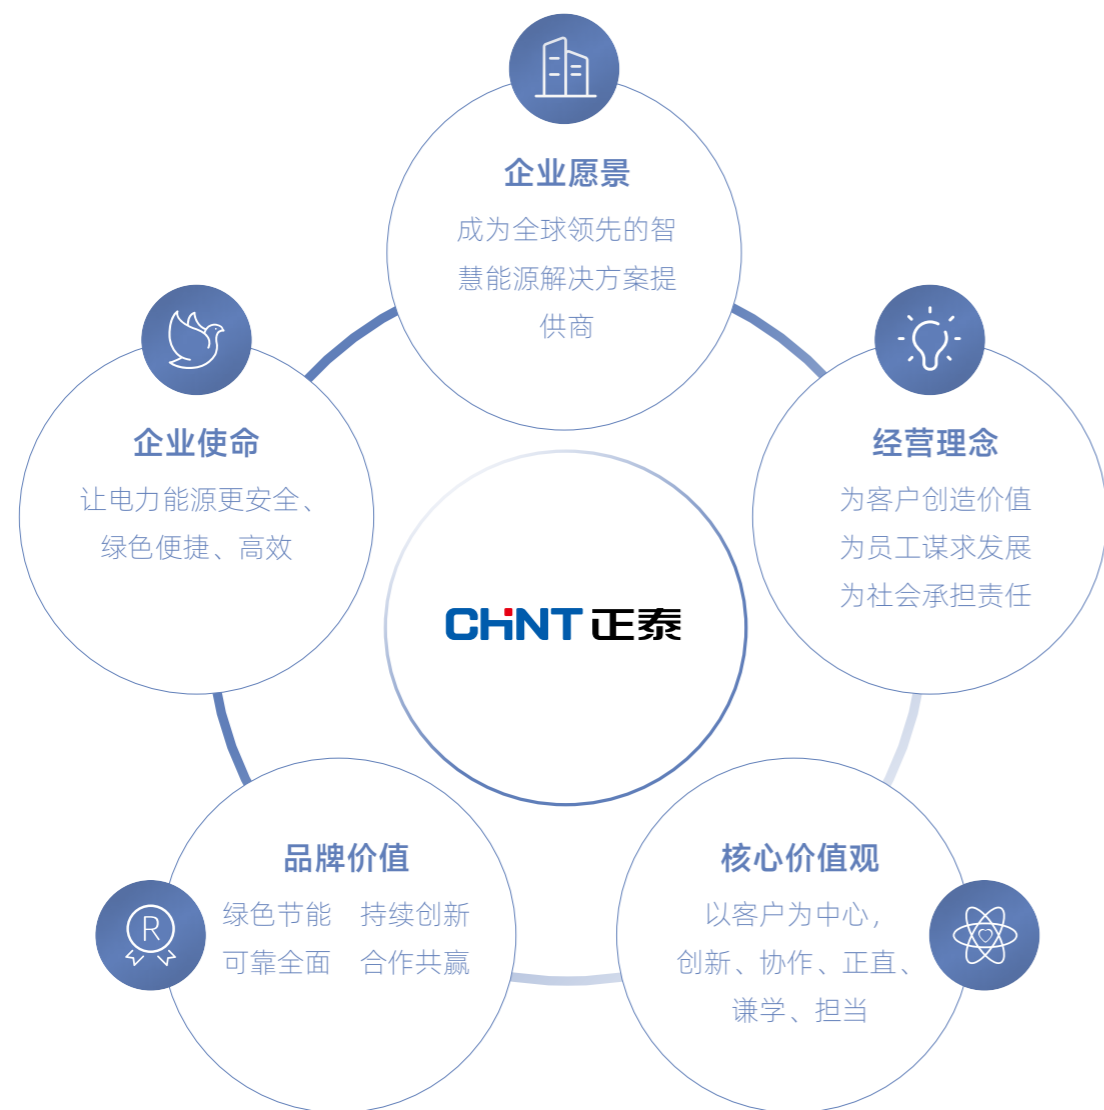 企业愿景
成为全球领先的智
慧能源解决方案提
供商
企业使命
让电力能源更安全、
绿色便捷、高效
经营理念
为客户创造价值
为员工谋求发展
为社会承担责任
CHINT 正泰
品牌价值
绿色节能 持续创新
可靠全面 合作共赢
R
核心价值观
以客户为中心，
创新、协作、正直、
谦学、担当